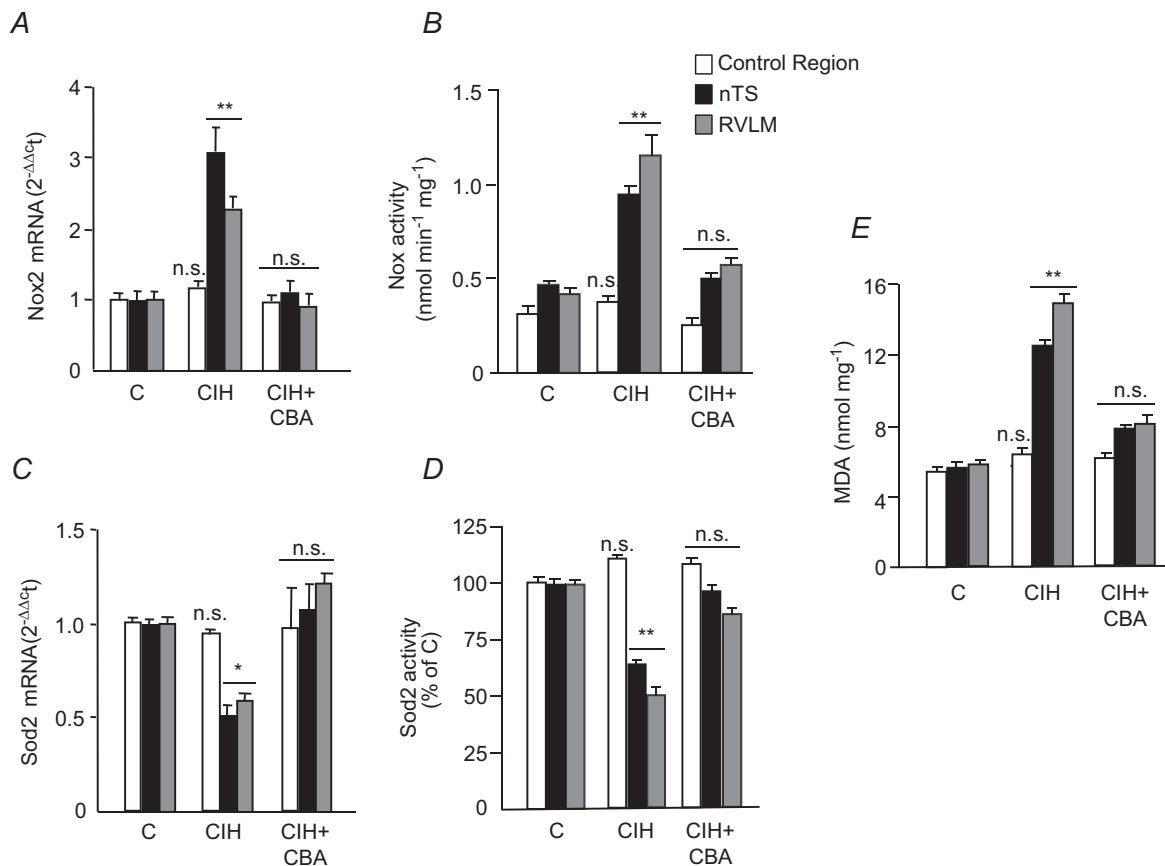 A
Nox2 mRNA (2-ΔΔct)
4
3
2
1
0
**
n.s.
n.s.
C
CIH
CIH+
CBA
B
Control Region
nTS
RVLM
Nox activity
(nmol min-1 mg-1)
1.5
1.0
0.5
0
**
n.s.
n.s.
C
CIH
CIH+
CBA
C
Sod2 mRNA(2-ΔΔct)
1.5
1.0
0.5
0
n.s.
*
n.s.
C
CIH
CIH+
CBA
D
Sod2 activity
(% of C)
125
100
75
50
25
0
n.s.
**
n.s.
C
CIH
CIH+
CBA
E
MDA (nmol mg-1)
16
12
8
4
0
**
n.s.
n.s.
C
CIH
CIH+
CBA